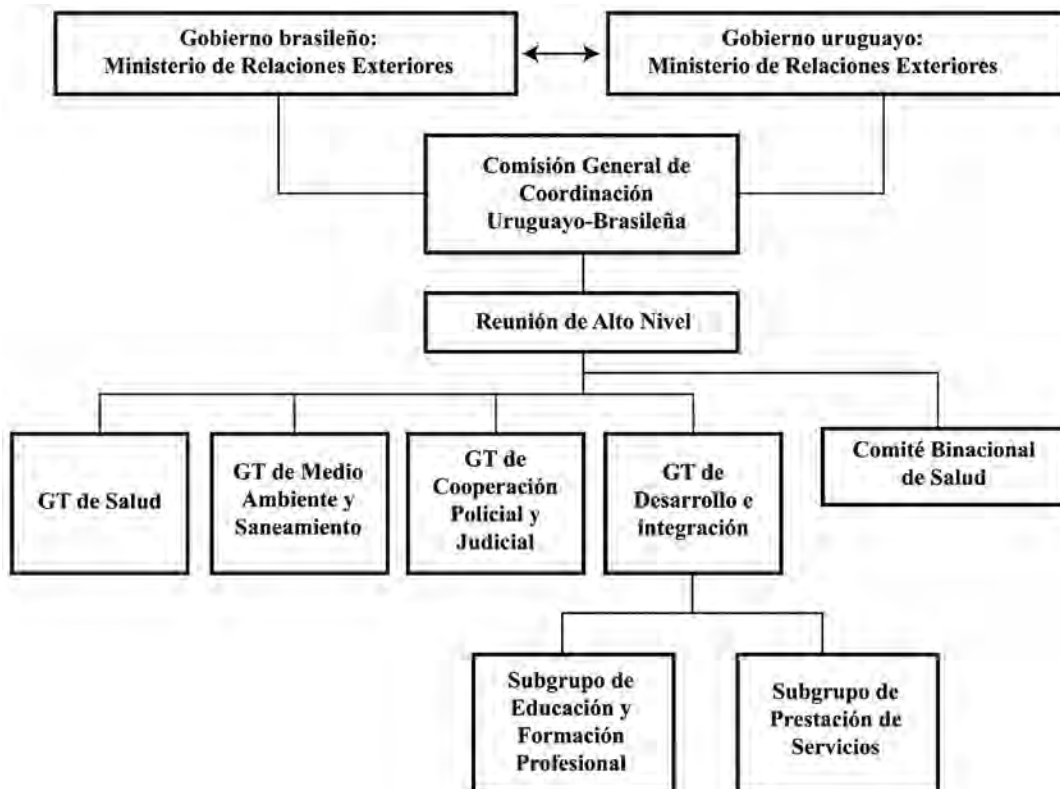 Gobierno brasileño:
Ministerio de Relaciones Exteriores
Gobierno uruguayo:
Ministerio de Relaciones Exteriores
Comisión General de
Coordinación
Uruguayo-Brasileña
Reunión de Alto Nivel
GT de Salud
GT de Medio
Ambiente y
Saneamiento
GT de
Cooperación
Policial y
Judicial
GT de
Desarrollo e
integración
Comité Binacional
de Salud
Subgrupo de
Educación y
Formación
Profesional
Subgrupo de
Prestación de
Servicios